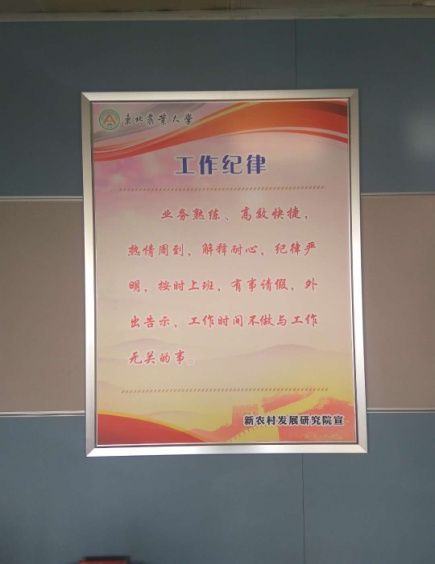 东北农业大学
工作纪律
业务熟练、高效快捷,
热情周到、解释耐心,纪律严
明、按时上班,有事请假、外
出告示,工作时间不做与工作
无关的事
新农村发展研究院宣